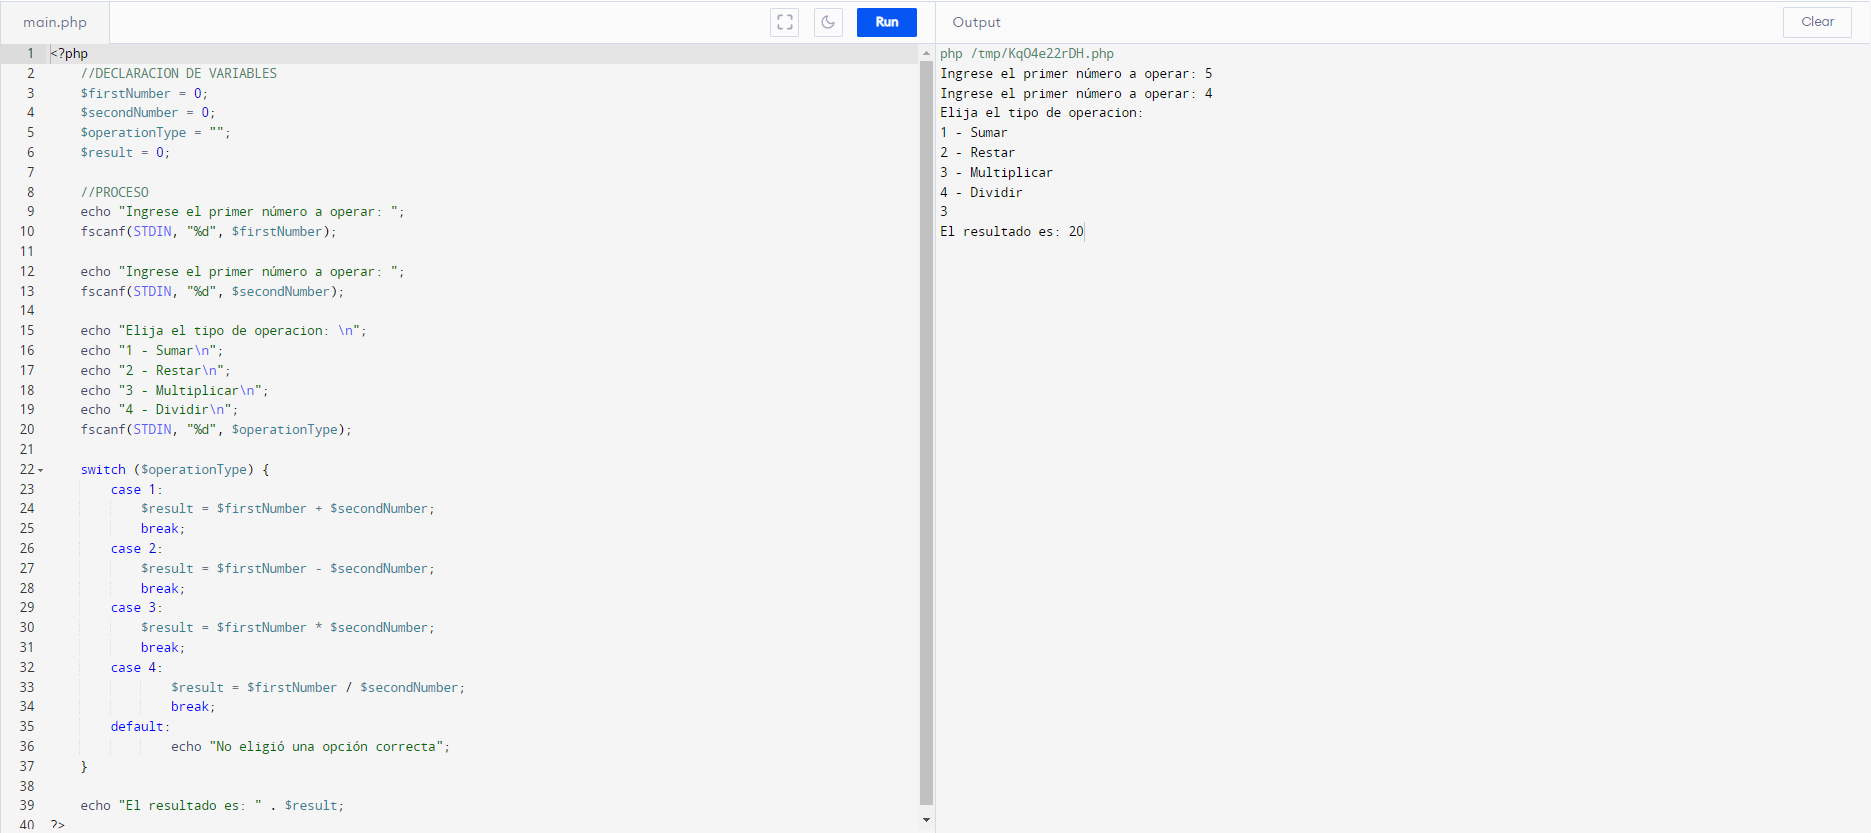 main.php
Run
1 <?php
2 //DECLARACION DE VARIABLES
3 $firstNumber = 0;
4 $secondNumber = 0;
5 $operationType = "";
6 $result = 0;
7
8 //PROCESO
9 echo "Ingrese el primer número a operar: ";
10 fscanf(STDIN, "%d", $firstNumber);
11
12 echo "Ingrese el primer número a operar: ";
13 fscanf(STDIN, "%d", $secondNumber);
14
15 echo "Elija el tipo de operacion: \n";
16 echo "1 - Sumar\n";
17 echo "2 - Restar\n";
18 echo "3 - Multiplicar\n";
19 echo "4 - Dividir\n";
20 fscanf(STDIN, "%d", $operationType);
21
22 switch ($operationType) {
23 case 1:
24 $result = $firstNumber + $secondNumber;
25 break;
26 case 2:
27 $result = $firstNumber - $secondNumber;
28 break;
29 case 3:
30 $result = $firstNumber * $secondNumber;
31 break;
32 case 4:
33 $result = $firstNumber / $secondNumber;
34 break;
35 default:
36 echo "No eligió una opción correcta";
37 }
38
39 echo "El resultado es: " . $result;
40 ?>
Output
Clear
php /tmp/KqO4e22rDH.php
Ingrese el primer número a operar: 5
Ingrese el primer número a operar: 4
Elija el tipo de operacion:
1 - Sumar
2 - Restar
3 - Multiplicar
4 - Dividir
3
El resultado es: 20